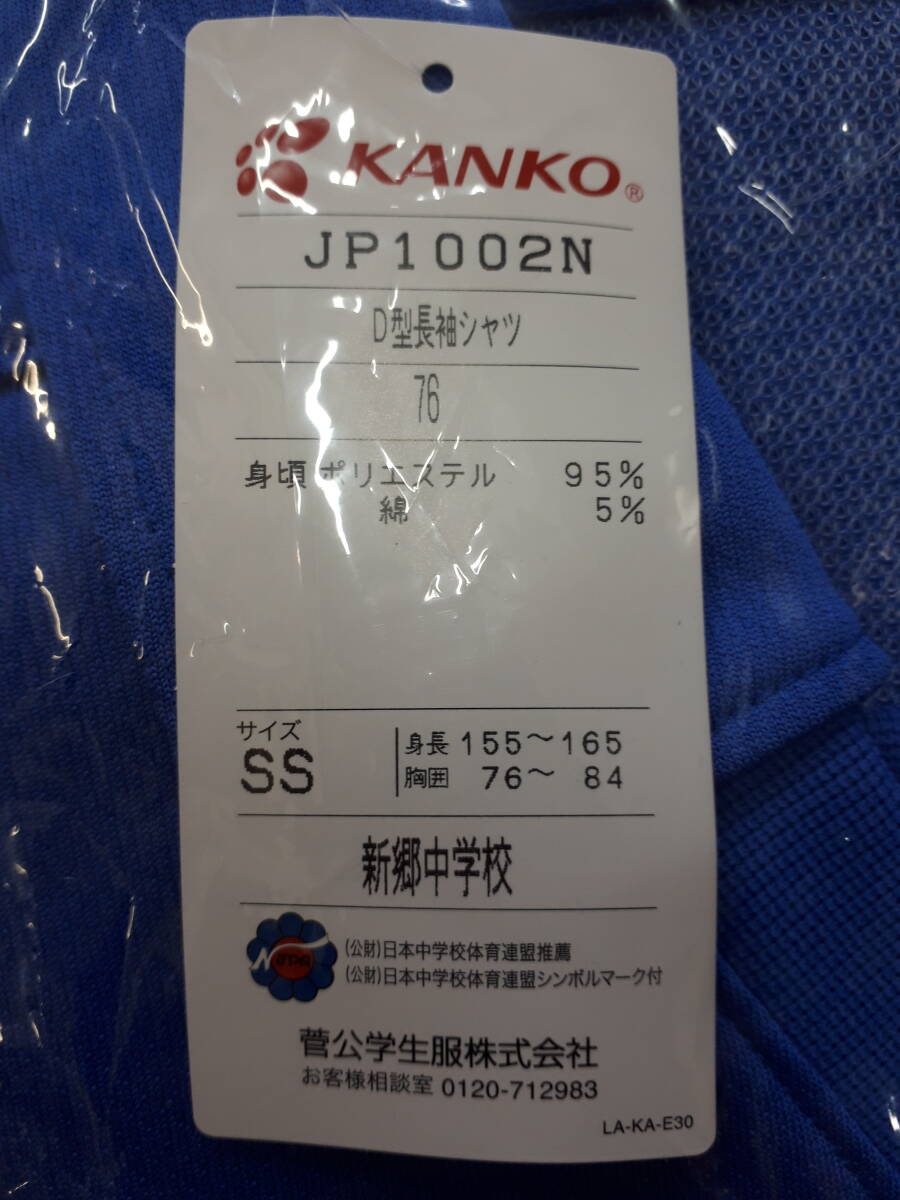 KANKO®
JP1002N
D型長袖シャツ
76
身頃 ポリエステル 95%
綿 5%
サイズ
SS
身長 155～165
胸囲 76～ 84
新郷中学校
(公財)日本中学校体育連盟推薦
(公財)日本中学校体育連盟シンボルマーク付
菅公学生服株式会社
お客様相談室 0120-712983
LA-KA-E30